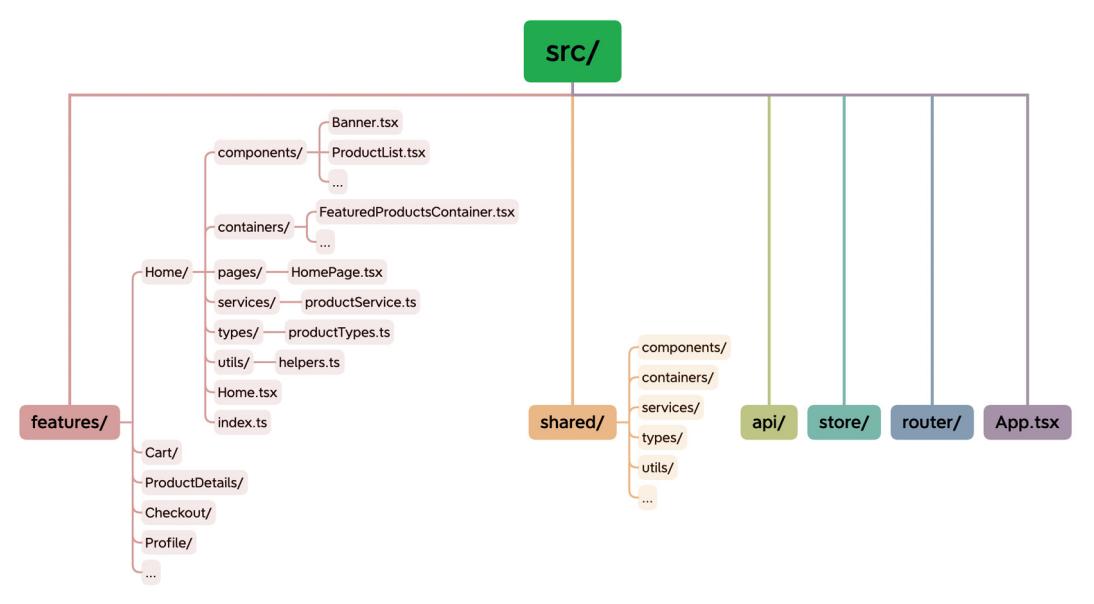 src/
features/
Home/
components/
Banner.tsx
ProductList.tsx
...
containers/
FeaturedProductsContainer.tsx
...
pages/
HomePage.tsx
services/
productService.ts
types/
productTypes.ts
utils/
helpers.ts
Home.tsx
index.ts
Cart/
ProductDetails/
Checkout/
Profile/
...
shared/
components/
containers/
services/
types/
utils/
...
api/
store/
router/
App.tsx